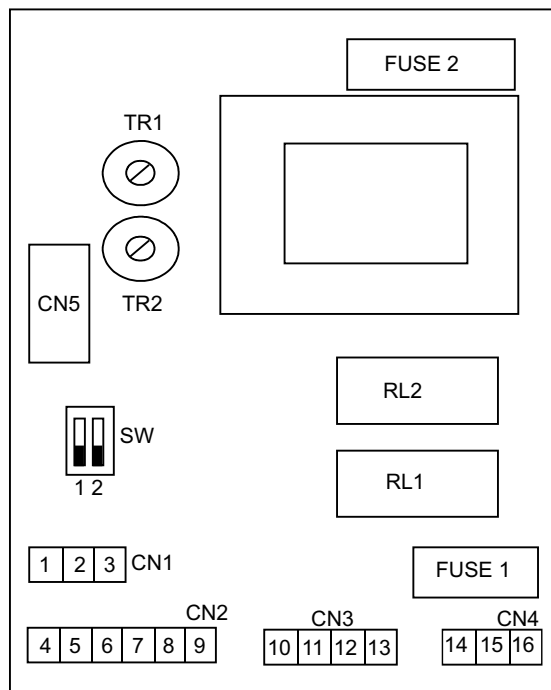 FUSE 2
TR1
TR2
CN5
RL2
SW
1 2
RL1
1 2 3 CN1
FUSE 1
CN2
4 5 6 7 8 9
CN3
10 11 12 13
CN4
14 15 16